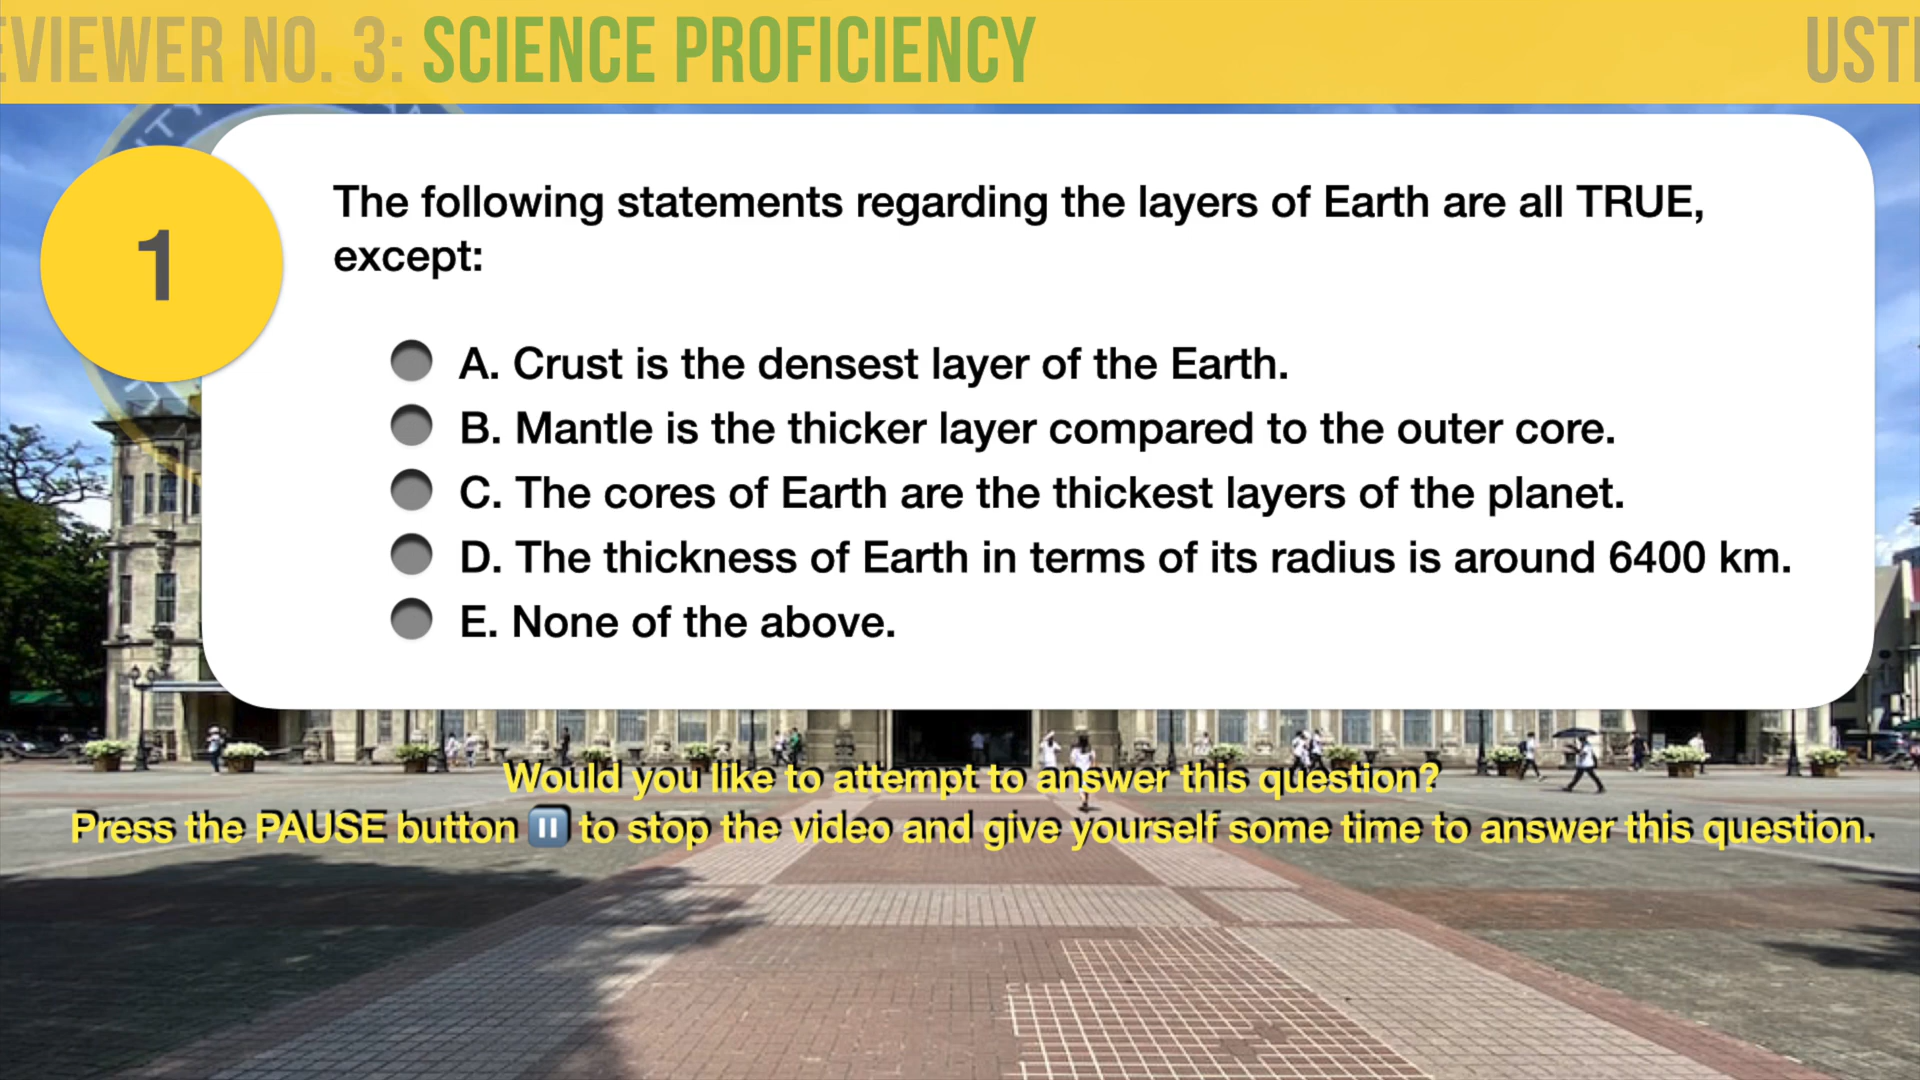 EVIEWER NO. 3: SCIENCE PROFICIENCY
UST
1
The following statements regarding the layers of Earth are all TRUE,
except:
A. Crust is the densest layer of the Earth.
B. Mantle is the thicker layer compared to the outer core.
C. The cores of Earth are the thickest layers of the planet.
D. The thickness of Earth in terms of its radius is around 6400 km.
E. None of the above.
Would you like to attempt to answer this question?
Press the PAUSE button ⏸ to stop the video and give yourself some time to answer this question.